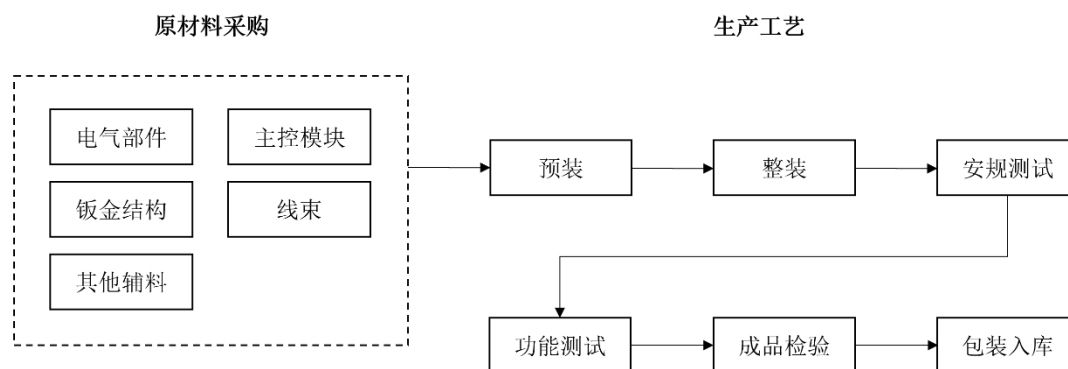 原材料采购
生产工艺
电气部件
主控模块
钣金结构
线束
其他辅料
预装
整装
安规测试
功能测试
成品检验
包装入库